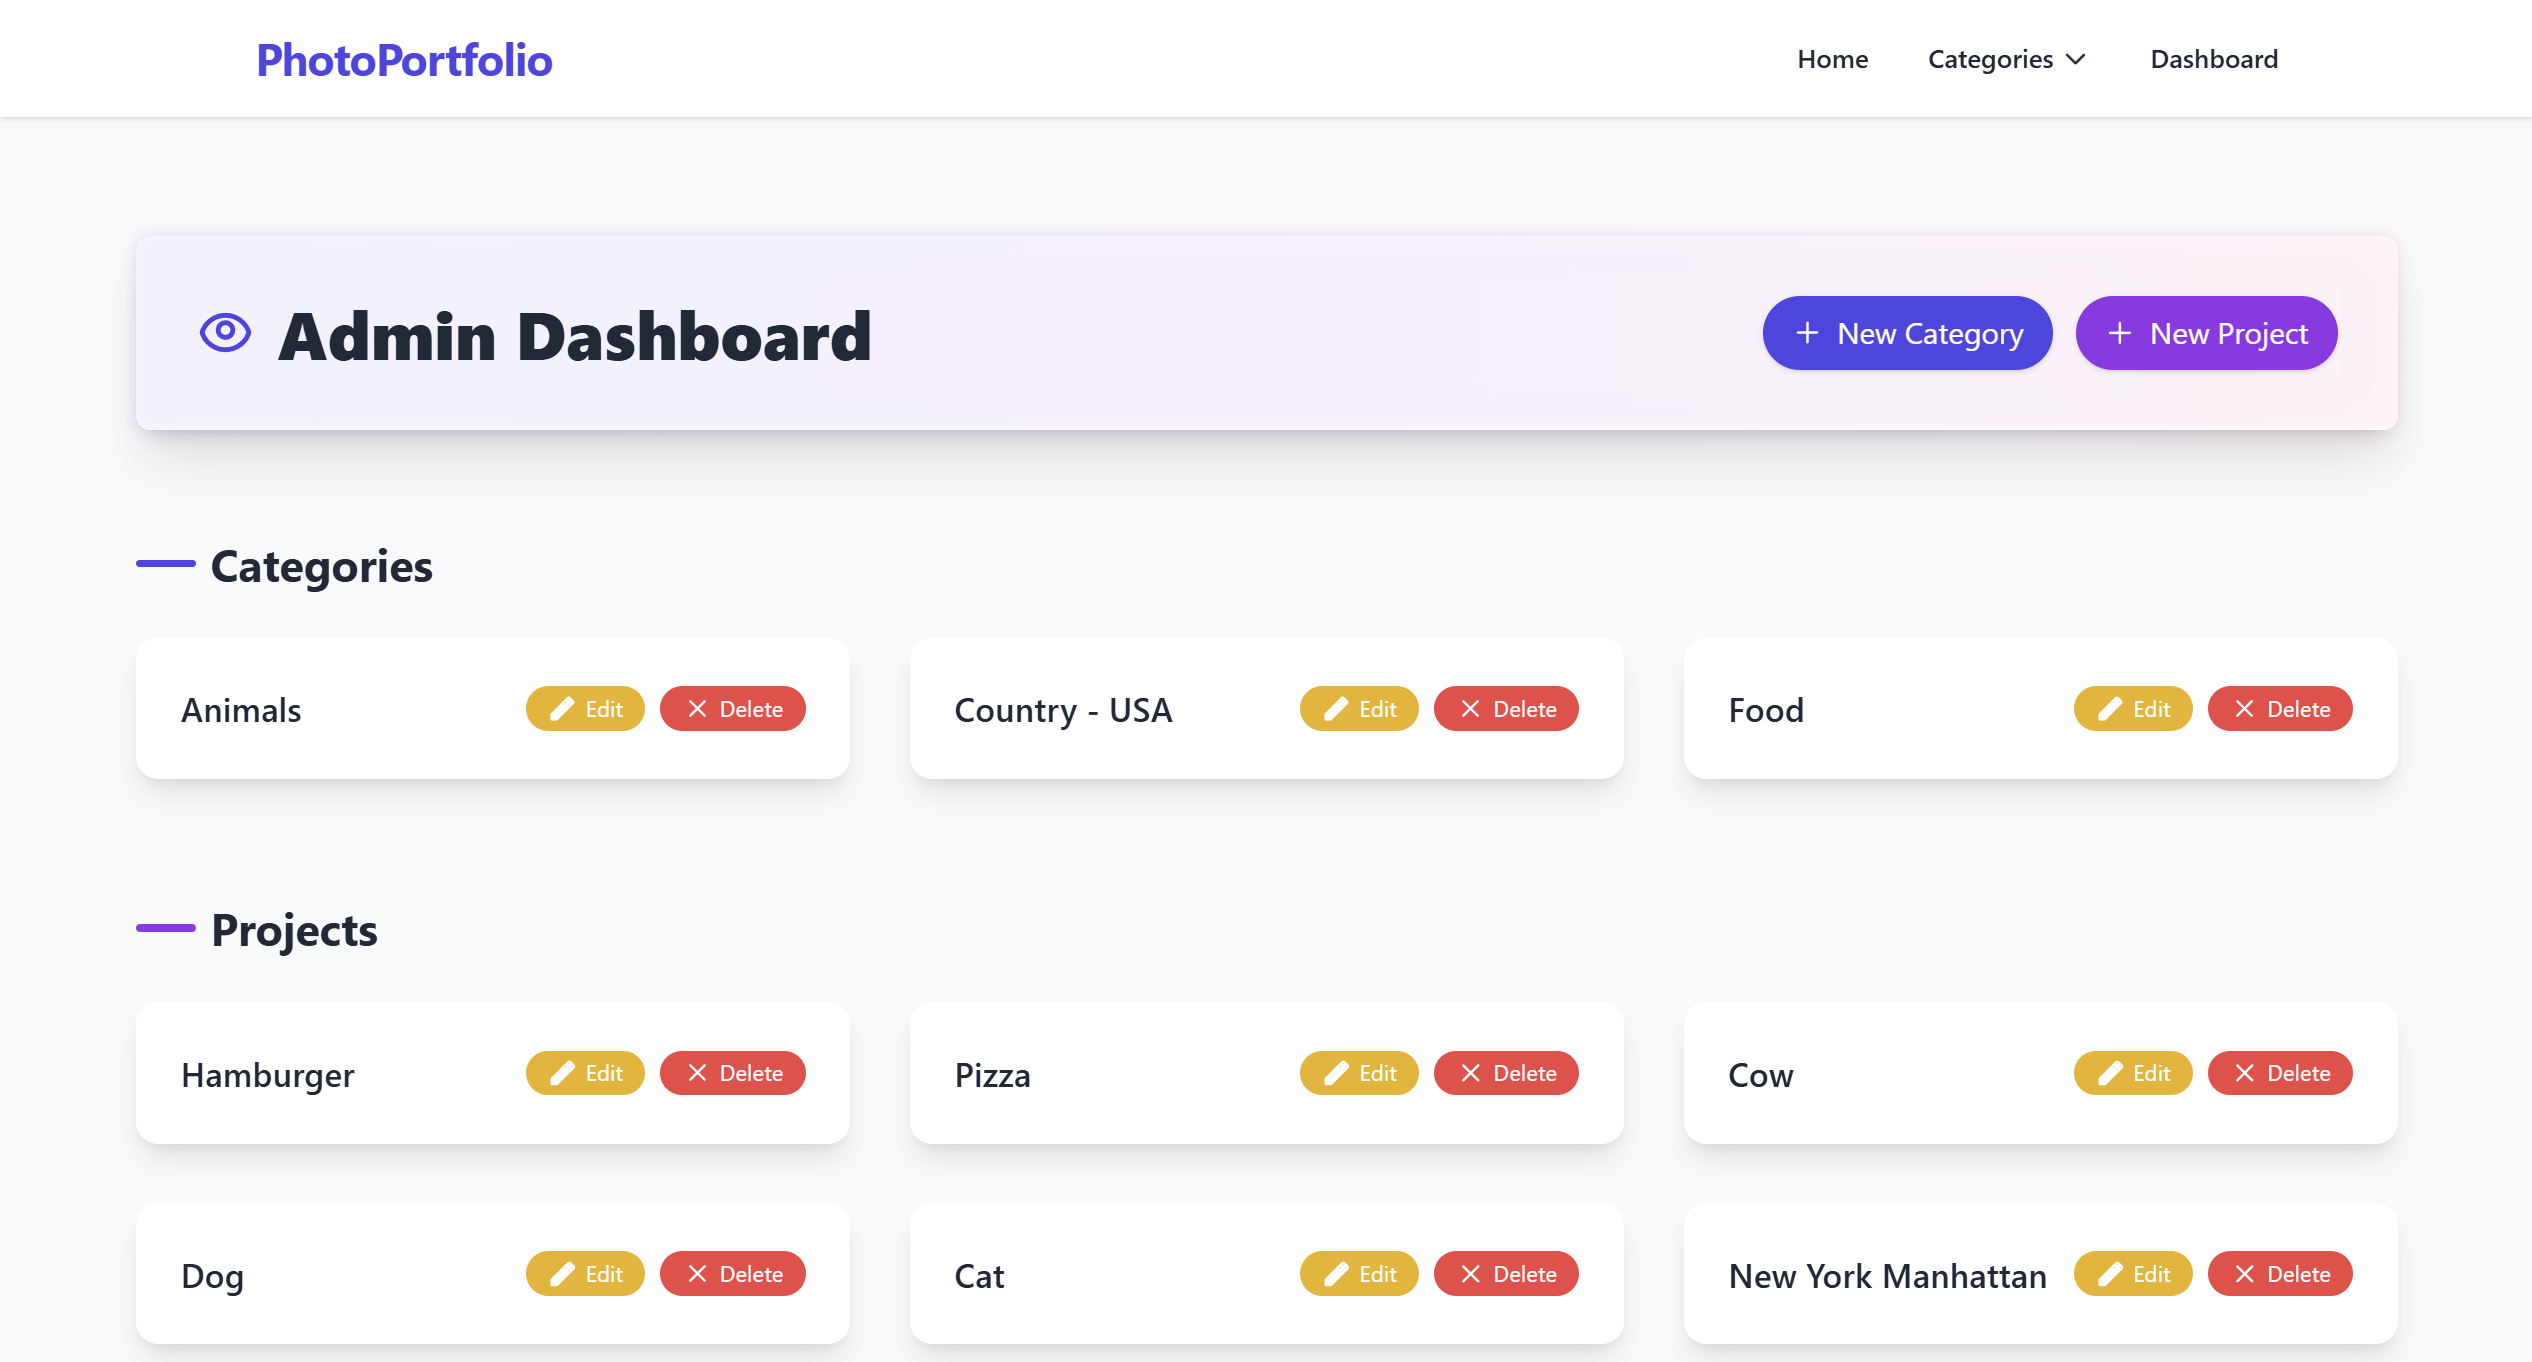 PhotoPortfolio
Home Categories Dashboard
Admin Dashboard
New Category New Project
Categories
Animals Edit Delete
Country - USA Edit Delete
Food Edit Delete
Projects
Hamburger Edit Delete
Pizza Edit Delete
Cow Edit Delete
Dog Edit Delete
Cat Edit Delete
New York Manhattan Edit Delete